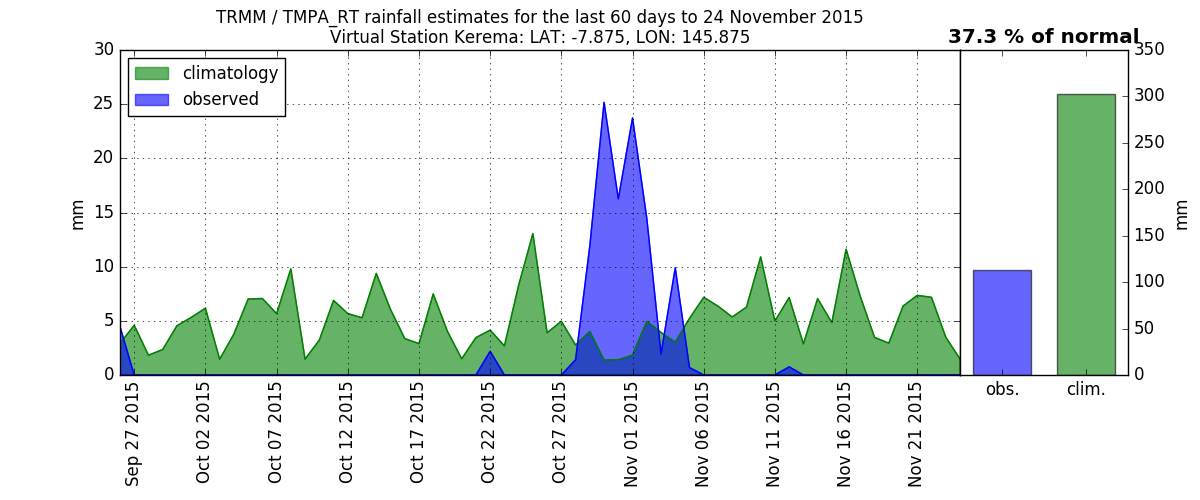 TRMM / TMPA_RT rainfall estimates for the last 60 days to 24 November 2015
Virtual Station Kerema: LAT: -7.875, LON: 145.875
37.3 % of normal
climatology
observed
30
25
20
15
10
5
0
mm
Sep 27 2015
Oct 02 2015
Oct 07 2015
Oct 12 2015
Oct 17 2015
Oct 22 2015
Oct 27 2015
Nov 01 2015
Nov 06 2015
Nov 11 2015
Nov 16 2015
Nov 21 2015
350
300
250
200
150
100
50
0
mm
obs.
clim.